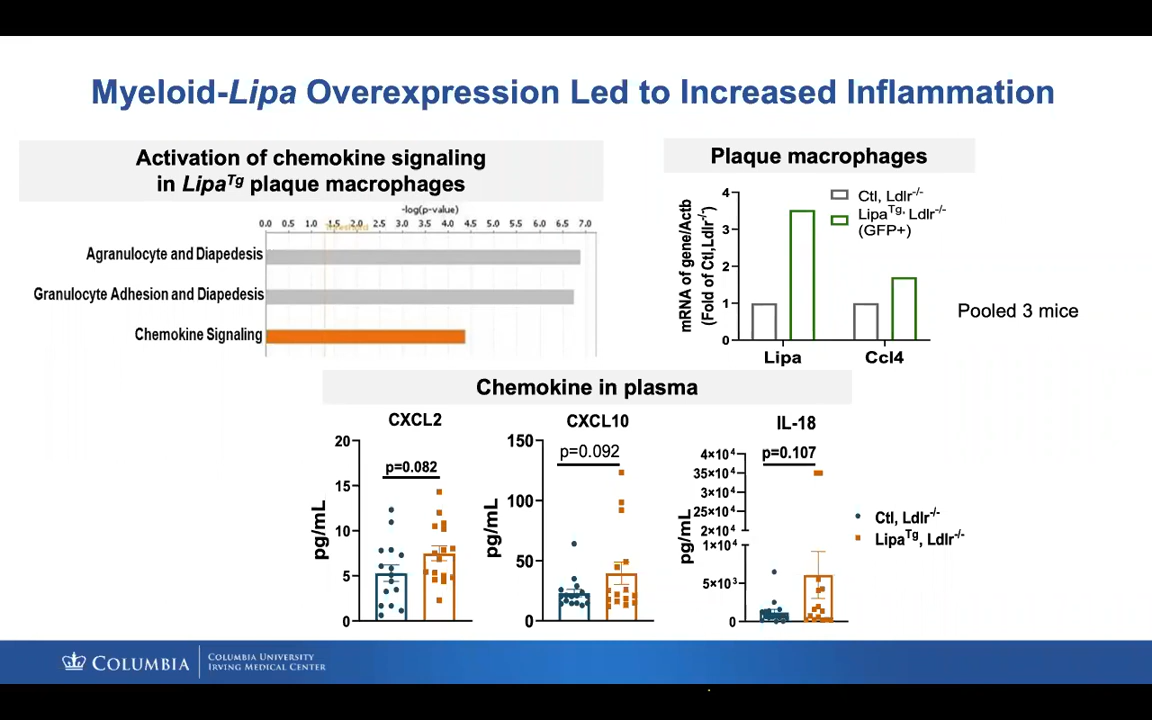 Myeloid-Lipa Overexpression Led to Increased Inflammation
Activation of chemokine signaling
in LipaTg plaque macrophages
-log(p-value)
0.0 0.5 1.0 1.5 2.0 2.5 3.0 3.5 4.0 4.5 5.0 5.5 6.0 6.5 7.0
Threshold
Agranulocyte and Diapedesis
Granulocyte Adhesion and Diapedesis
Chemokine Signaling
Plaque macrophages
mRNA of gene/Actb
(Fold of Ctl,Ldlr-/-)
4
3
2
1
0
Lipa Ccl4
Ctl, Ldlr-/-
LipaTg, Ldlr-/-
(GFP+)
Pooled 3 mice
Chemokine in plasma
CXCL2
pg/mL
20
15
10
5
0
p=0.082
CXCL10
pg/mL
150
100
50
0
p=0.092
IL-18
pg/mL
4×10⁴
35×10⁴
3×10⁴
25×10⁴
2×10⁴
1×10⁴
5×10³
0
p=0.107
Ctl, Ldlr-/-
LipaTg, Ldlr-/-
COLUMBIA
COLUMBIA UNIVERSITY
IRVING MEDICAL CENTER